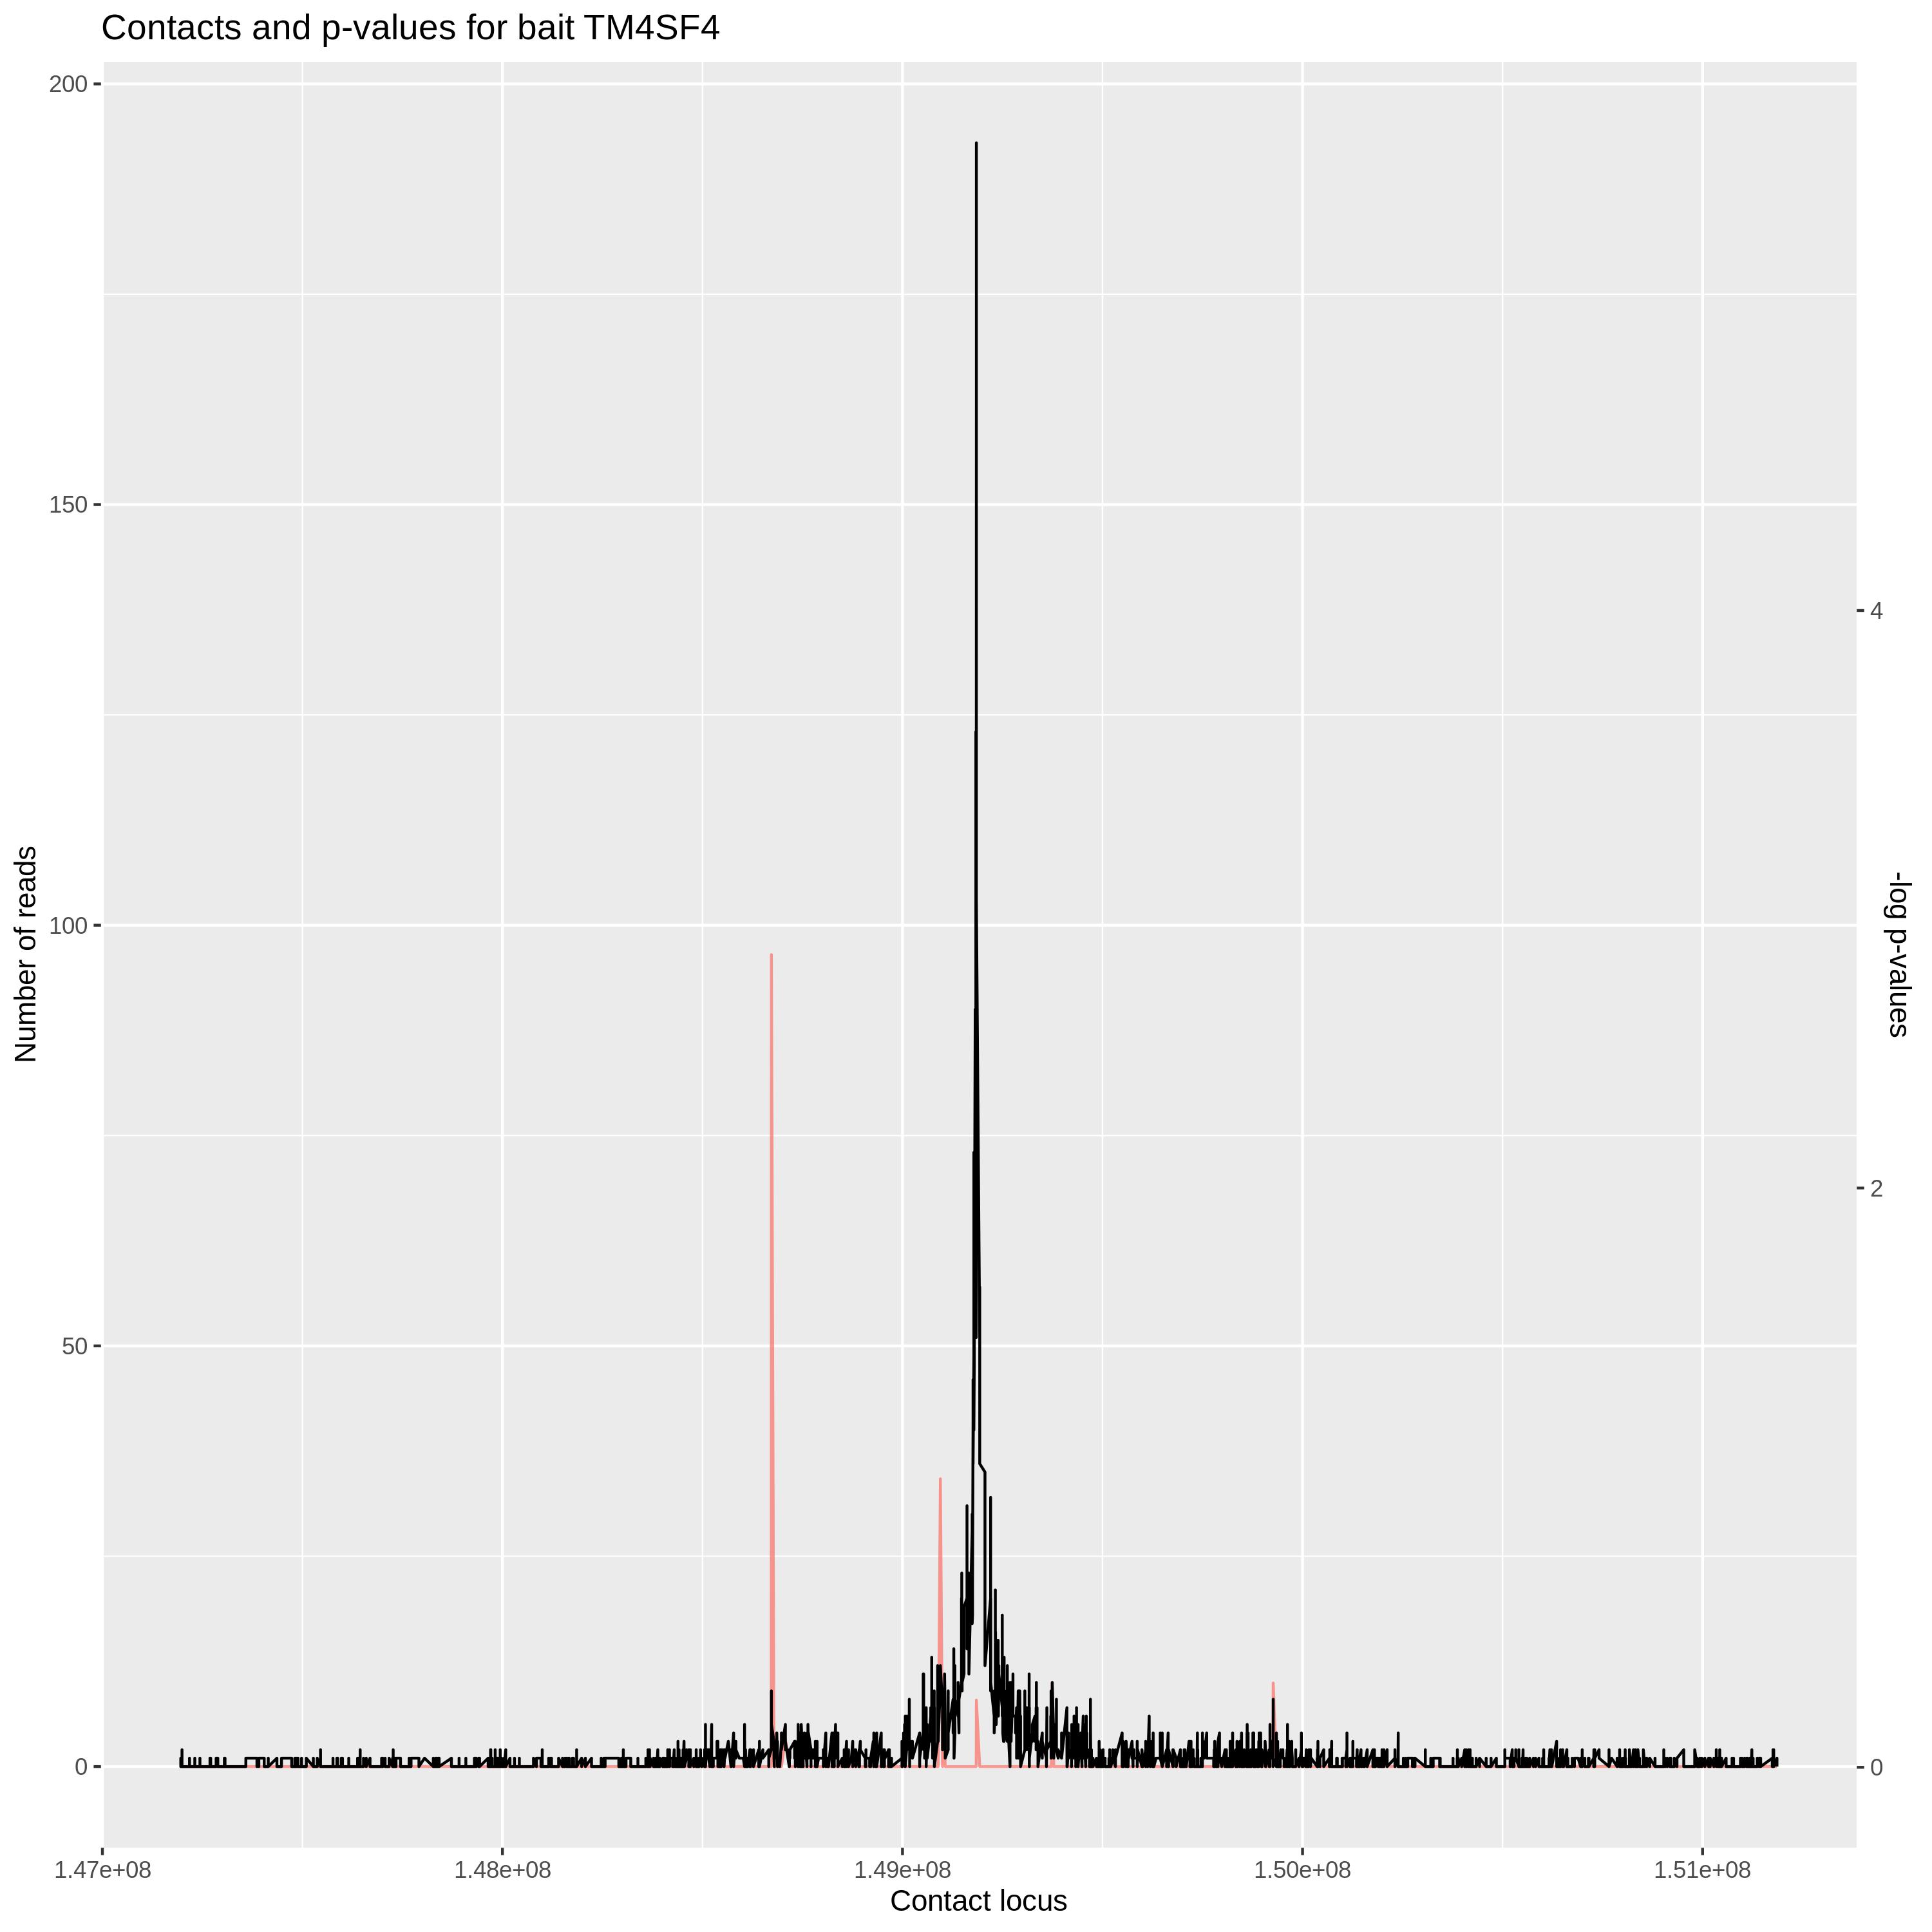 Contacts and p-values for bait TM4SF4
200
150
100
50
0
Number of reads
4
2
0
-log p-values
1.47e+08
1.48e+08
1.49e+08
1.50e+08
1.51e+08
Contact locus